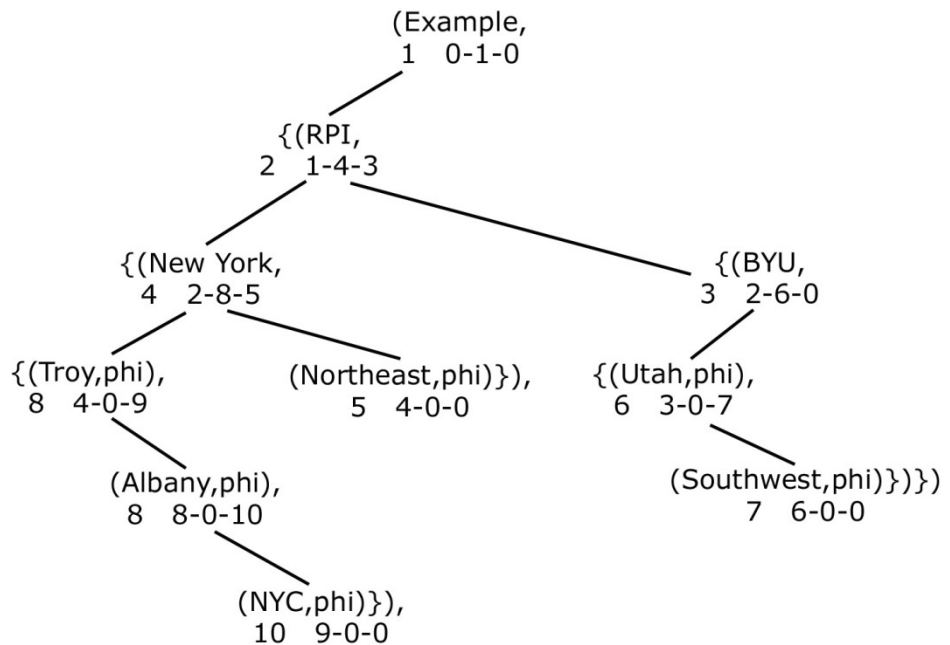 (Example,
1 0-1-0
{(RPI,
2 1-4-3
{(New York,
4 2-8-5
{(BYU,
3 2-6-0
{(Troy,phi),
8 4-0-9
(Northeast,phi)}),
5 4-0-0
{(Utah,phi),
6 3-0-7
(Albany,phi),
8 8-0-10
(Southwest,phi)})})
7 6-0-0
(NYC,phi)}),
10 9-0-0